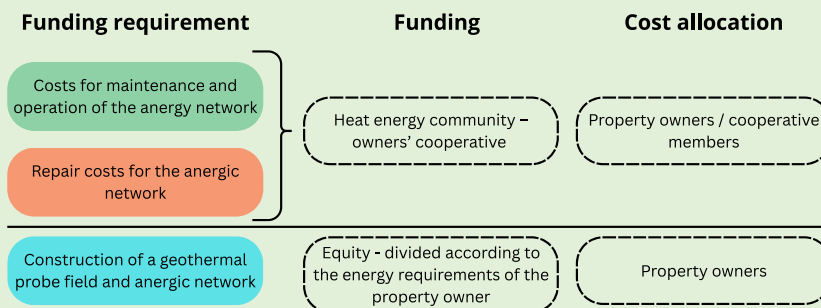 Funding requirement
Funding
Cost allocation
Costs for maintenance and
operation of the anergy network
Heat energy community –
owners’ cooperative
Property owners / cooperative
members
Repair costs for the anergic
network
Construction of a geothermal
probe field and anergic network
Equity - divided according to
the energy requirements of the
property owner
Property owners